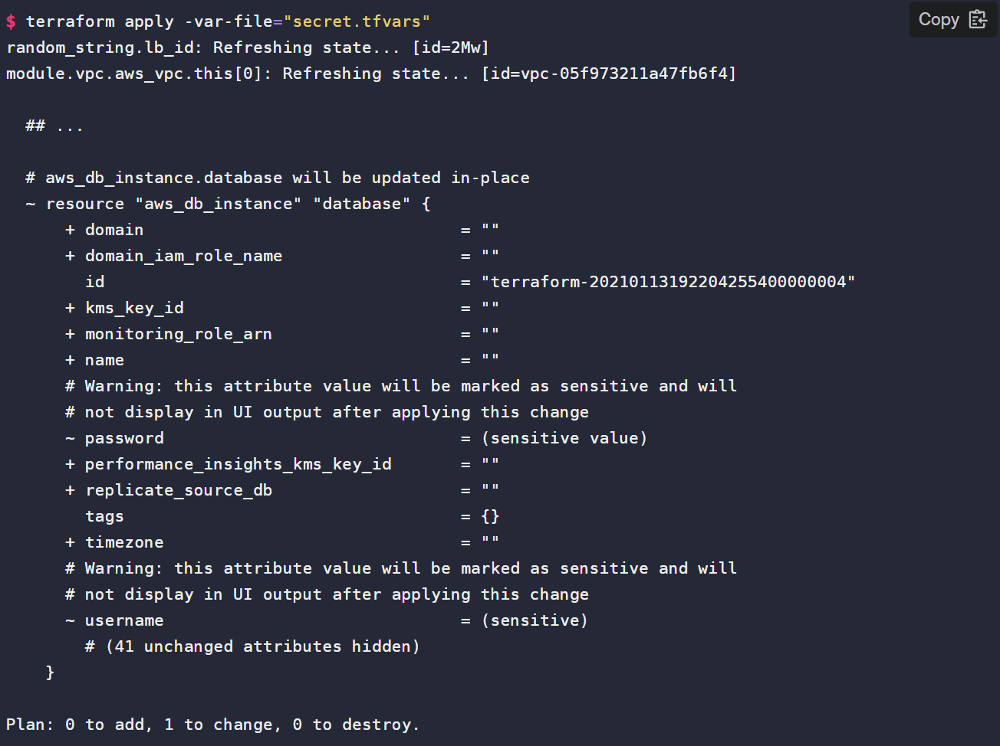 $ terraform apply -var-file="secret.tfvars"
Copy
random_string.lb_id: Refreshing state... [id=2Mw]
module.vpc.aws_vpc.this[0]: Refreshing state... [id=vpc-05f973211a47fb6f4]
## ...
# aws_db_instance.database will be updated in-place
~ resource "aws_db_instance" "database" {
+ domain = ""
+ domain_iam_role_name = ""
id = "terraform-20210113192204255400000004"
+ kms_key_id = ""
+ monitoring_role_arn = ""
+ name = ""
# Warning: this attribute value will be marked as sensitive and will
# not display in UI output after applying this change
~ password = (sensitive value)
+ performance_insights_kms_key_id = ""
+ replicate_source_db = ""
tags = {}
+ timezone = ""
# Warning: this attribute value will be marked as sensitive and will
# not display in UI output after applying this change
~ username = (sensitive)
# (41 unchanged attributes hidden)
}
Plan: 0 to add, 1 to change, 0 to destroy.